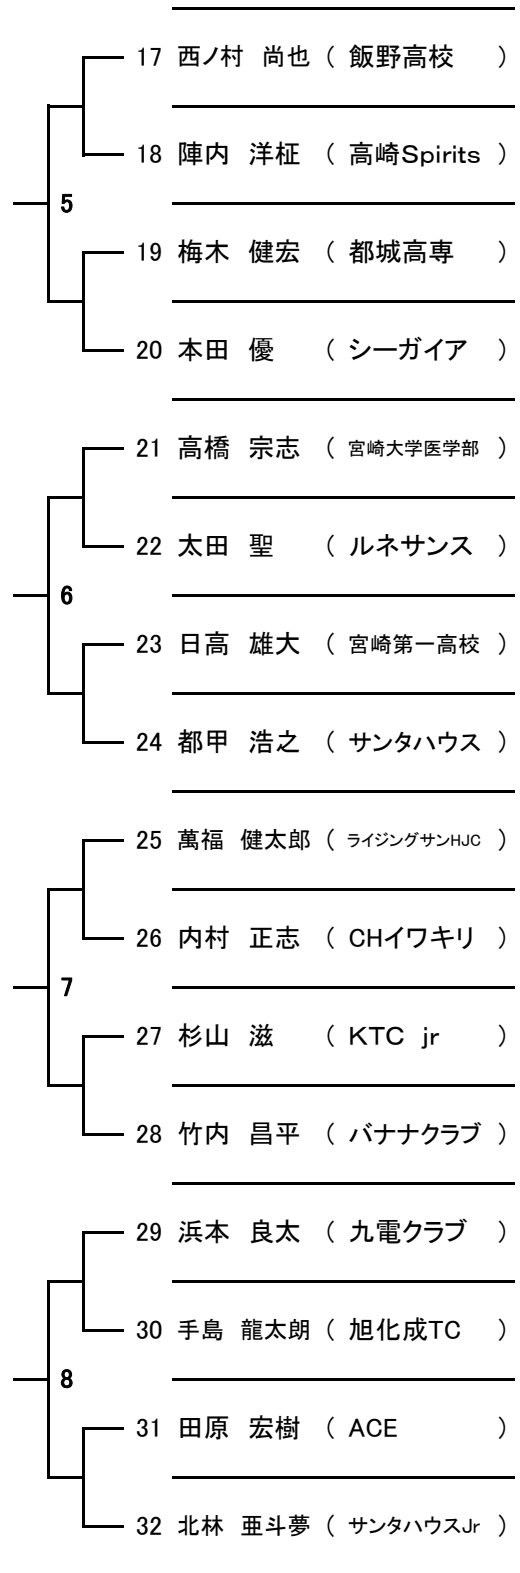 17 西ノ村 尚也 ( 飯野高校 )
18 陣内 洋柾 ( 高崎Spirits )
5
19 梅木 健宏 ( 都城高専 )
20 本田 優 ( シーガイア )
21 高橋 宗志 ( 宮崎大学医学部 )
22 太田 聖 ( ルネサンス )
6
23 日高 雄大 ( 宮崎第一高校 )
24 都甲 浩之 ( サンタハウス )
25 萬福 健太郎 ( ライジングサンHJC )
26 内村 正志 ( CHイワキリ )
7
27 杉山 滋 ( KTC jr )
28 竹内 昌平 ( バナナクラブ )
29 浜本 良太 ( 九電クラブ )
30 手島 龍太朗 ( 旭化成TC )
8
31 田原 宏樹 ( ACE )
32 北林 亜斗夢 ( サンタハウスJr )